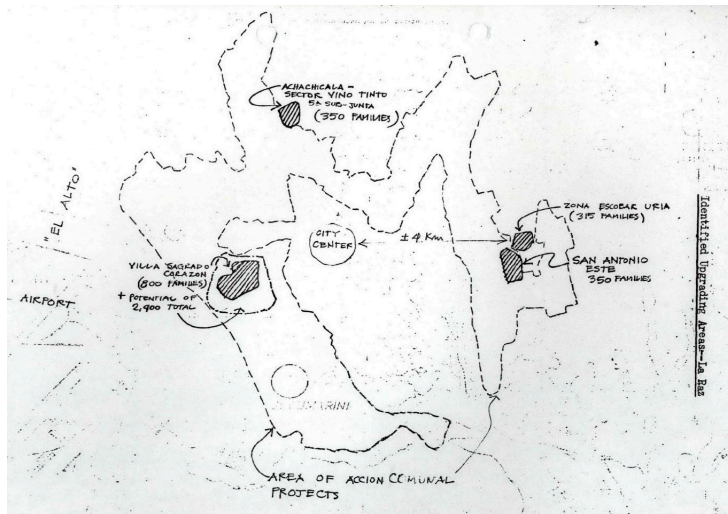 ACHACHICALA -
SECTOR VINO TINTO
5A SUB-JUNTA
(350 FAMILIES)
"EL ALTO"
ZONA ESCOBAR URIA
(315 FAMILIES)
CITY
CENTER
± 4 Km.
SAN ANTONIO
ESTE
350 FAMILIES
VILLA SAGRADO
CORAZON
(600 FAMILIES)
+ POTENTIAL OF
2,400 TOTAL
AIRPORT
AREA OF ACCION COMUNAL
PROJECTS
Identified Upgrading Areas--La Paz